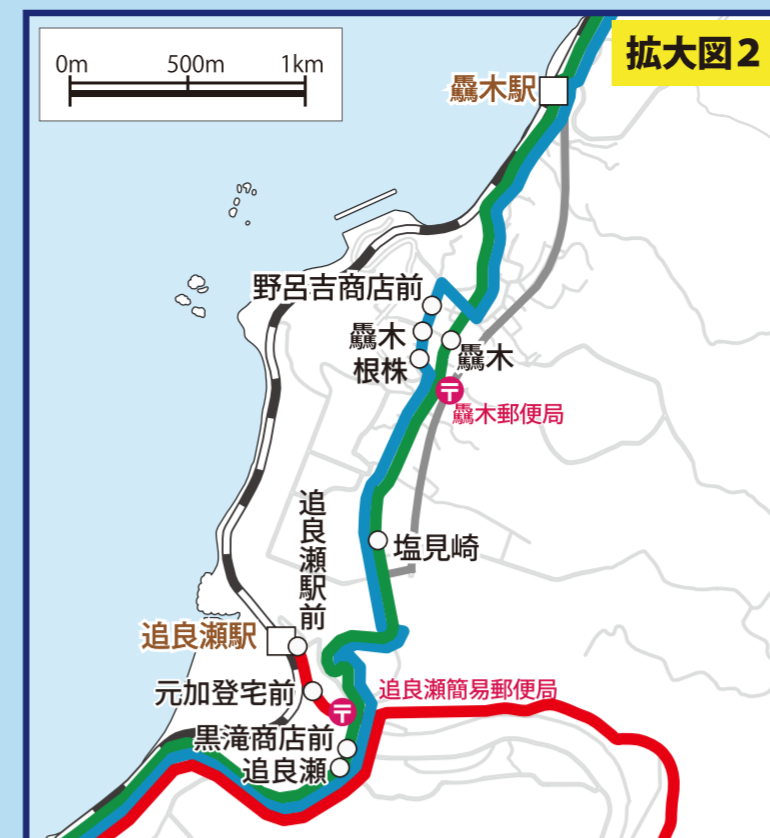 拡大図2
0m 500m 1km
驫木駅
野呂吉商店前
驫木
根株
驫木
驫木郵便局
塩見崎
追良瀬駅前
追良瀬駅
元加登宅前
追良瀬簡易郵便局
黒滝商店前
追良瀬